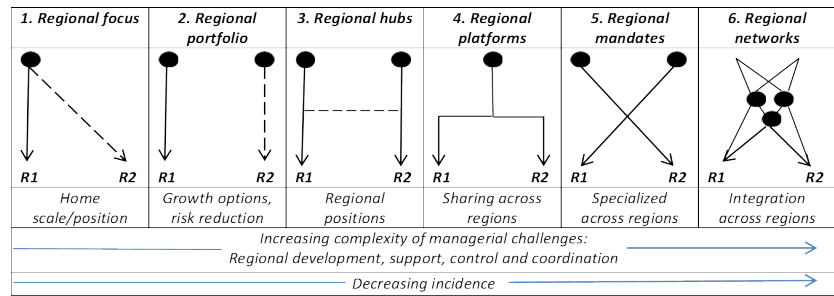 1. Regional focus
2. Regional
portfolio
3. Regional hubs
4. Regional
platforms
5. Regional
mandates
6. Regional
networks
R1 R2
R1 R2
R1 R2
R1 R2
R1 R2
R1 R2
Home
scale/position
Growth options,
risk reduction
Regional
positions
Sharing across
regions
Specialized
across regions
Integration
across regions
Increasing complexity of managerial challenges:
Regional development, support, control and coordination
Decreasing incidence